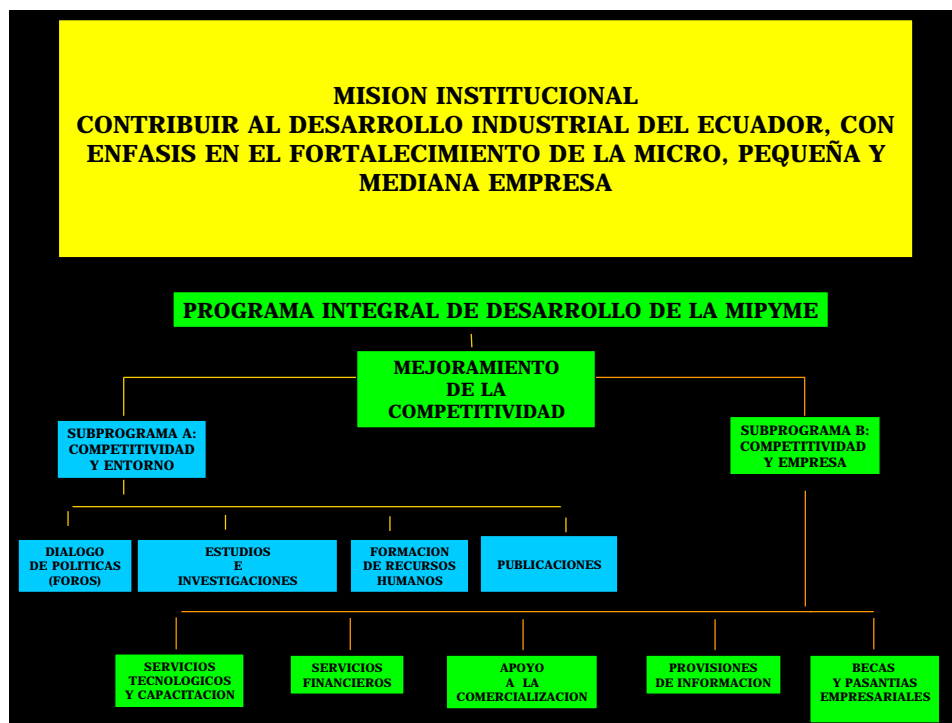 MISION INSTITUCIONAL
CONTRIBUIR AL DESARROLLO INDUSTRIAL DEL ECUADOR, CON
ENFASIS EN EL FORTALECIMIENTO DE LA MICRO, PEQUEÑA Y
MEDIANA EMPRESA
PROGRAMA INTEGRAL DE DESARROLLO DE LA MIPYME
MEJORAMIENTO
DE LA
COMPETITIVIDAD
SUBPROGRAMA A:
COMPETITIVIDAD
Y ENTORNO
SUBPROGRAMA B:
COMPETITIVIDAD
Y EMPRESA
DIALOGO
DE POLITICAS
(FOROS)
ESTUDIOS
E
INVESTIGACIONES
FORMACION
DE RECURSOS
HUMANOS
PUBLICACIONES
SERVICIOS
TECNOLOGICOS
Y CAPACITACION
SERVICIOS
FINANCIEROS
APOYO
A LA
COMERCIALIZACION
PROVISIONES
DE INFORMACION
BECAS
Y PASANTIAS
EMPRESARIALES